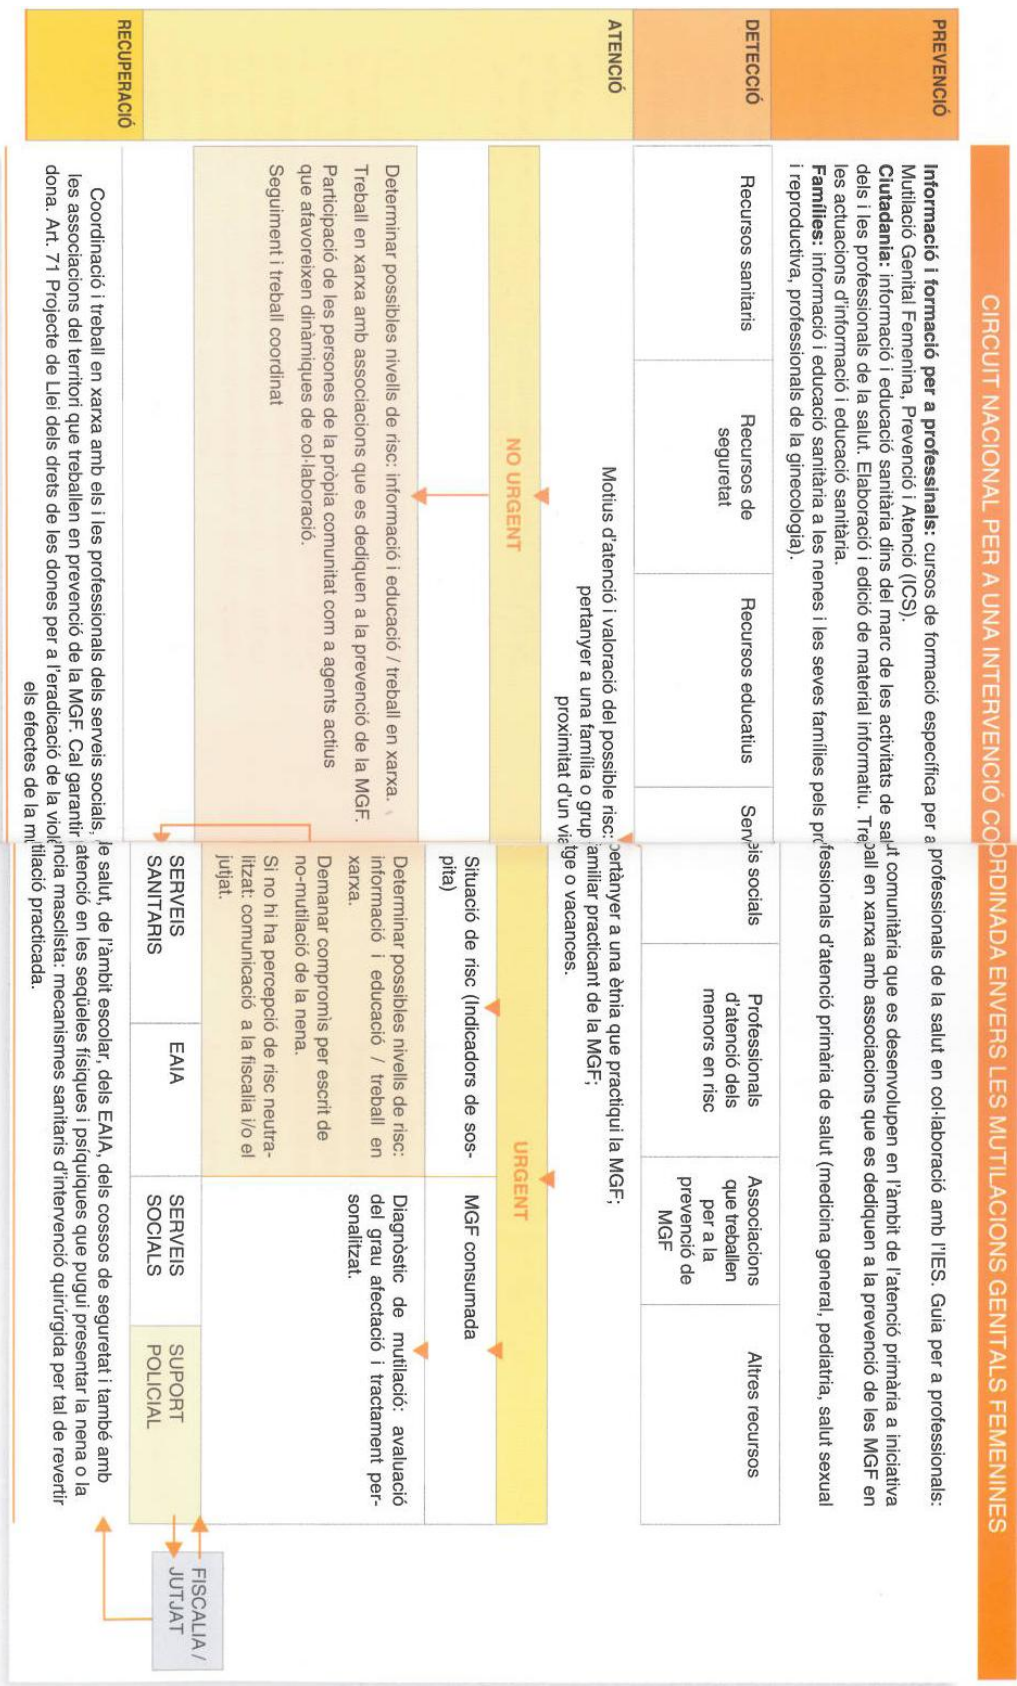 CIRCUIT NACIONAL PER A UNA INTERVENCIÓ COORDINADA ENVERS LES MUTILACIONS GENITALS FEMENINES
PREVENCIÓ
Informació i formació per a professinals: cursos de formació específica per a professionals de la salut en col·laboració amb l'IES. Guia per a professionals:
Mutilació Genital Femenina, Prevenció i Atenció (ICS).
Ciutadania: informació i educació sanitària dins del marc de les activitats de salut comunitària que es desenvolupen en l'àmbit de l'atenció primària a iniciativa
dels i les professionals de la salut. Elaboració i edició de material informatiu. Treball en xarxa amb associacions que es dediquen a la prevenció de les MGF en
les actuacions d'informació i educació sanitària.
Famílies: informació i educació sanitària a les nenes i les seves famílies pels professionals d'atenció primària de salut (medicina general, pediatria, salut sexual
i reproductiva, professionals de la ginecologia).
DETECCIÓ
Recursos sanitaris
Recursos de
seguretat
Recursos educatius
Serveis socials
Professionals
d'atenció dels
menors en risc
Associacions
que treballen
per a la
prevenció de
MGF
Altres recursos
ATENCIÓ
Motius d'atenció i valoració del possible risc: pertànyer a una ètnia que practiqui la MGF;
pertanyer a una família o grup familiar practicant de la MGF;
proximitat d'un viatge o vacances.
NO URGENT
URGENT
Determinar possibles nivells de risc: informació i educació / treball en xarxa.
Treball en xarxa amb associacions que es dediquen a la prevenció de la MGF.
Participació de les persones de la pròpia comunitat com a agents actius
que afavoreixen dinàmiques de col·laboració.
Seguiment i treball coordinat
Situació de risc (Indicadors de sos-
pita)
MGF consumada
Determinar possibles nivells de risc:
informació i educació / treball en
xarxa.
Demanar compromìs per escrit de
no-mutilació de la nena.
Si no hi ha percepció de risc neutra-
litzat: comunicació a la fiscalia i/o el
jutjat.
Diagnòstic de mutilació: avaluació
del grau afectació i tractament per-
sonalitzat.
SERVEIS
SANITARIS
EAIA
SERVEIS
SOCIALS
SUPORT
POLICIAL
FISCALIA /
JUTJAT
RECUPERACIÓ
Coordinació i treball en xarxa amb els i les professionals dels serveis socials, de salut, de l'àmbit escolar, dels EAIA, dels cossos de seguretat i també amb
les associacions del territori que treballen en prevenció de la MGF. Cal garantir atenció en les seqüeles físiques i psíquiques que pugui presentar la nena o la
dona. Art. 71 Projecte de Llei dels drets de les dones per a l'eradicació de la violència masclista: mecanismes sanitaris d'intervenció quirúrgida per tal de revertir
els efectes de la mutilació practicada.